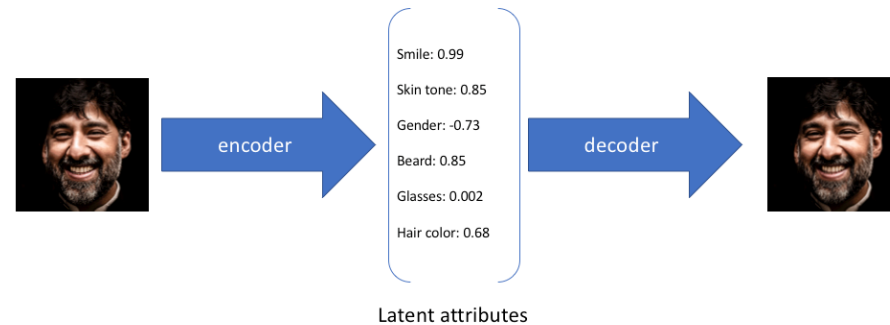 encoder
Smile: 0.99
Skin tone: 0.85
Gender: -0.73
Beard: 0.85
Glasses: 0.002
Hair color: 0.68
decoder
Latent attributes